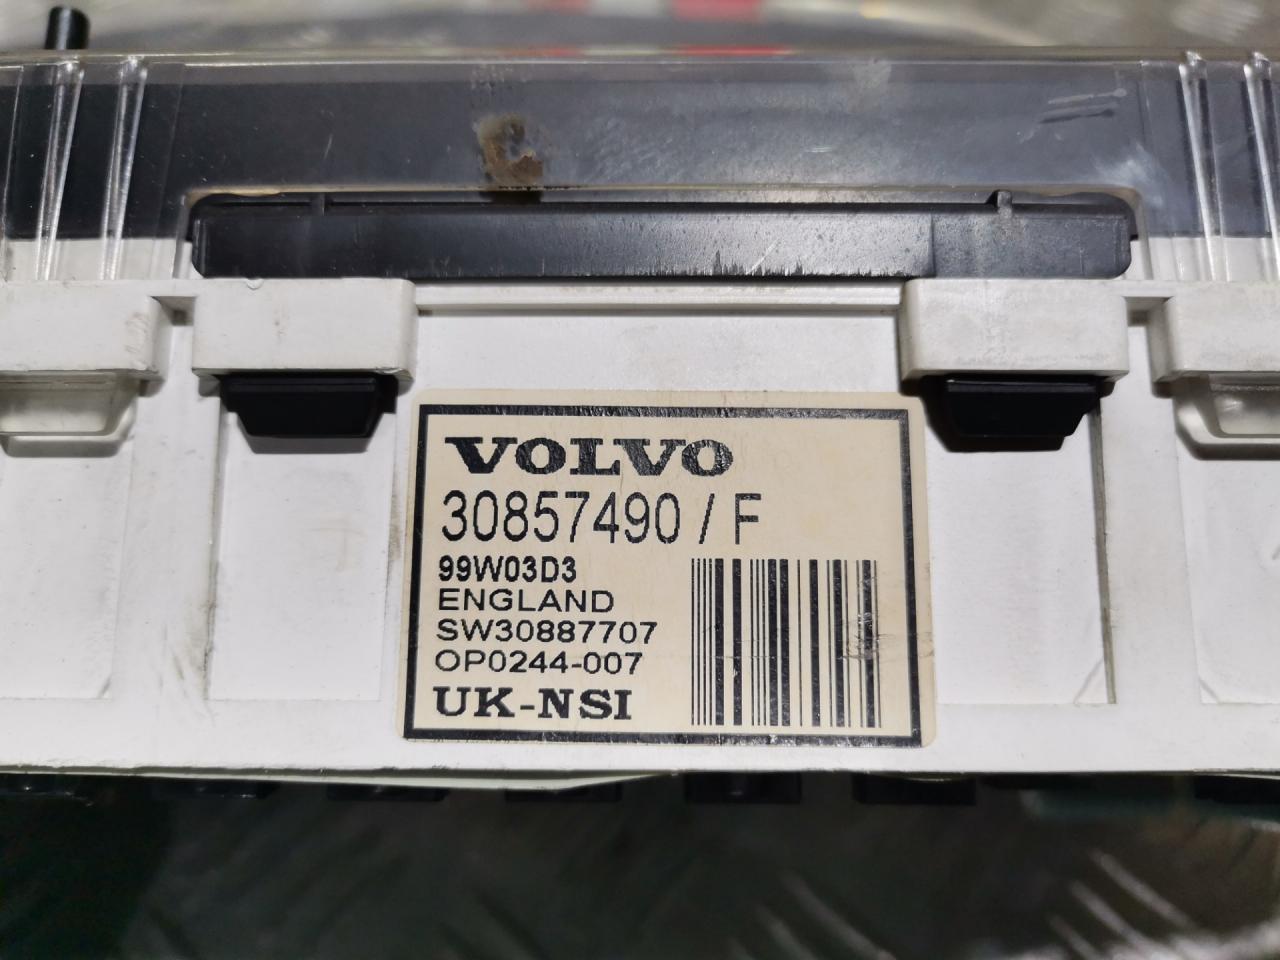 VOLVO
30857490 / F
99W03D3
ENGLAND
SW30887707
OP0244-007
UK-NSI